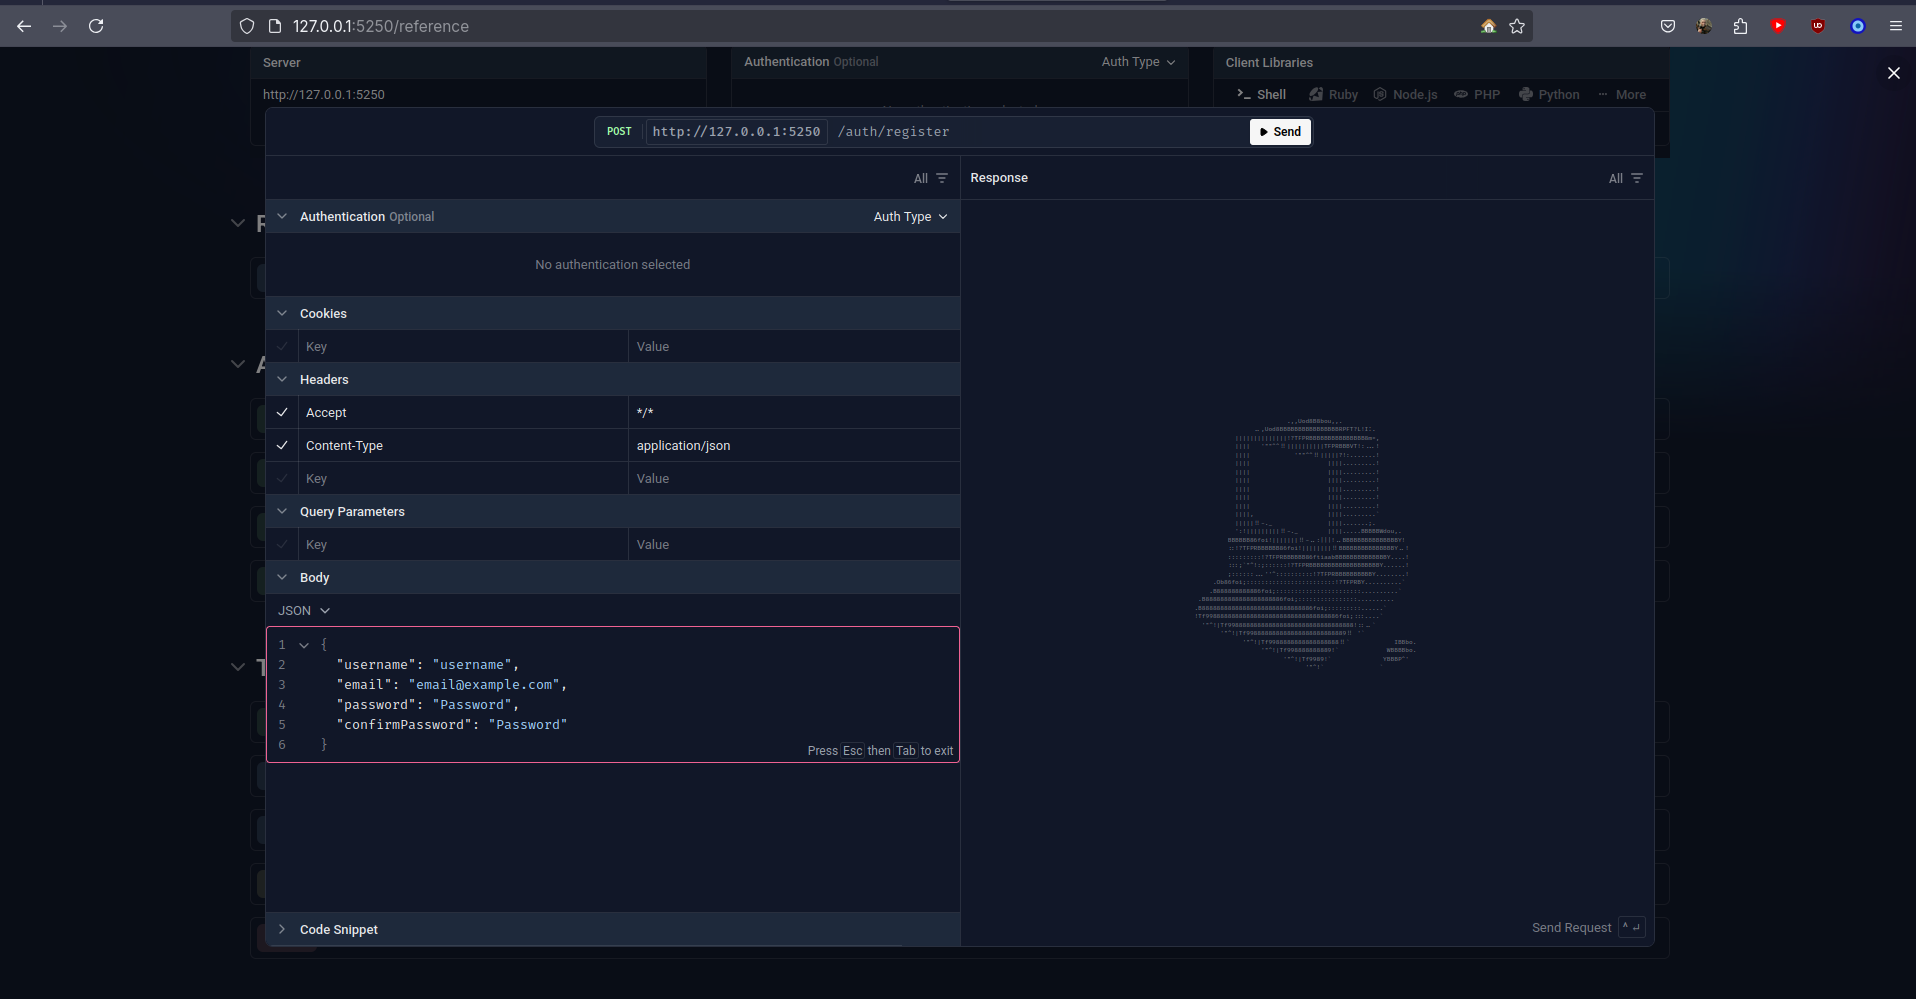 127.0.0.1:5250/reference
Server
Authentication Optional
Auth Type
Client Libraries
http://127.0.0.1:5250
Shell
Ruby
Node.js
PHP
Python
More
POST
http://127.0.0.1:5250
/auth/register
Send
All
Response
All
Authentication Optional
Auth Type
No authentication selected
Cookies
Key
Value
Headers
Accept
*/*
Content-Type
application/json
Key
Value
Query Parameters
Key
Value
Body
JSON
1 {
2 "username": "username",
3 "email": "email@example.com",
4 "password": "Password",
5 "confirmPassword": "Password"
6 }
Press Esc then Tab to exit
Code Snippet
Send Request ^ ↵